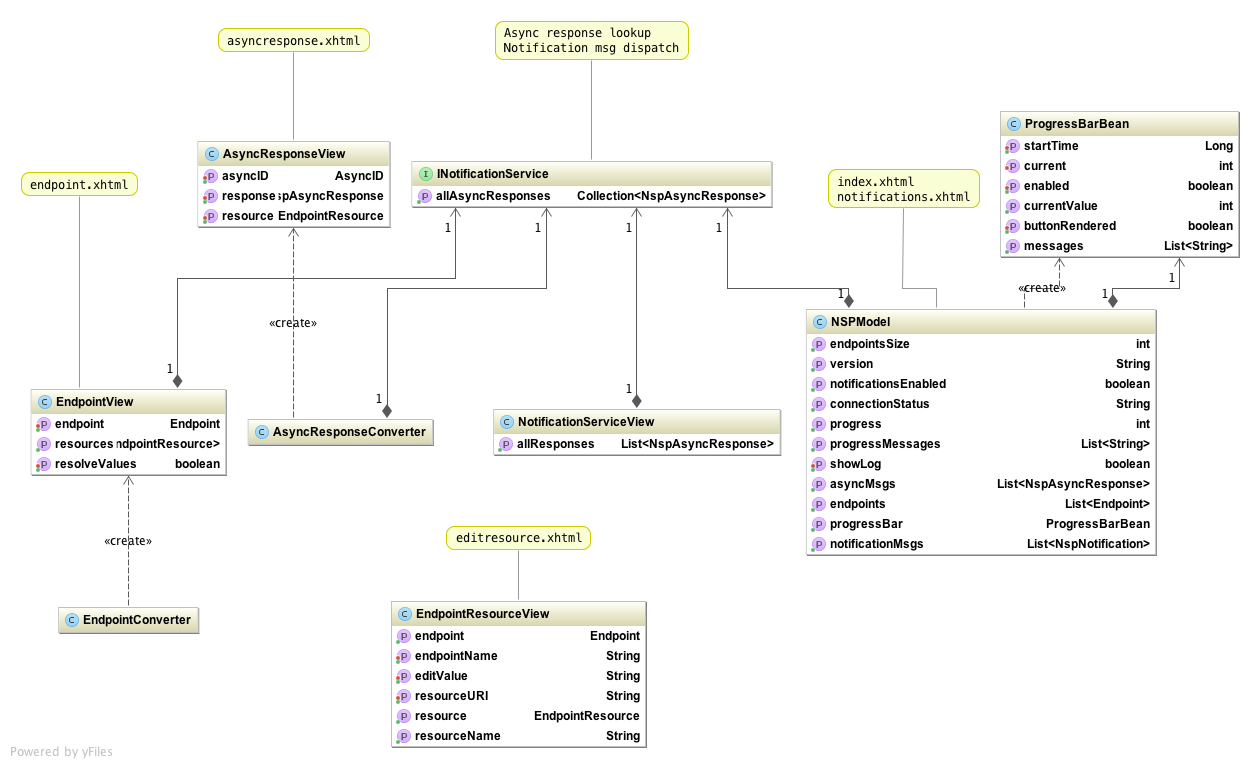 asyncresponse.xhtml
Async response lookup
Notification msg dispatch
endpoint.xhtml
index.xhtml
notifications.xhtml
C AsyncResponseView
P asyncID AsyncID
P response spAsyncResponse
P resource EndpointResource
I INotificationService
P allAsyncResponses Collection<NspAsyncResponse>
C ProgressBarBean
P startTime Long
P current int
P enabled boolean
P currentValue int
P buttonRendered boolean
P messages List<String>
1
1
1
1
1
1
1
«create»
«create»
1
1
1
C EndpointView
P endpoint Endpoint
P resources ndpointResource>
P resolveValues boolean
C AsyncResponseConverter
C NotificationServiceView
P allResponses List<NspAsyncResponse>
C NSPModel
P endpointsSize int
P version String
P notificationsEnabled boolean
P connectionStatus String
P progress int
P progressMessages List<String>
P showLog boolean
P asyncMsgs List<NspAsyncResponse>
P endpoints List<Endpoint>
P progressBar ProgressBarBean
P notificationMsgs List<NspNotification>
«create»
C EndpointConverter
editresource.xhtml
C EndpointResourceView
P endpoint Endpoint
P endpointName String
P editValue String
P resourceURI String
P resource EndpointResource
P resourceName String
Powered by yFiles